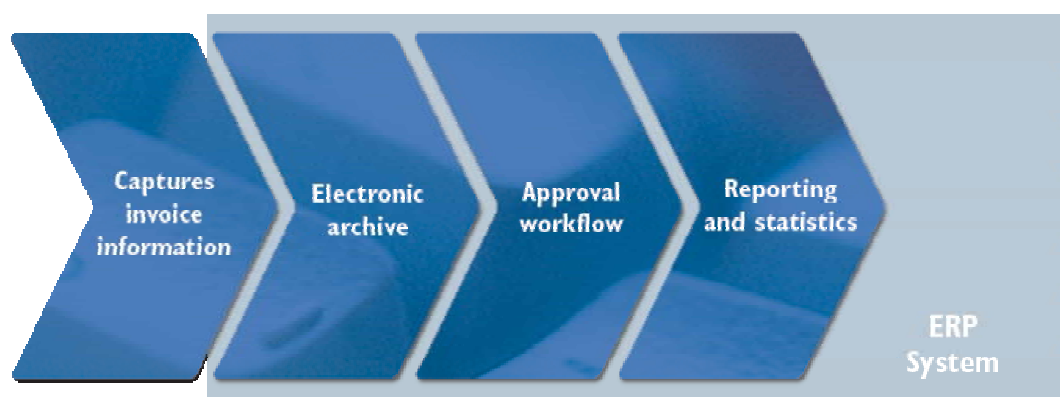 Captures
invoice
information
Electronic
archive
Approval
workflow
Reporting
and statistics
ERP
System